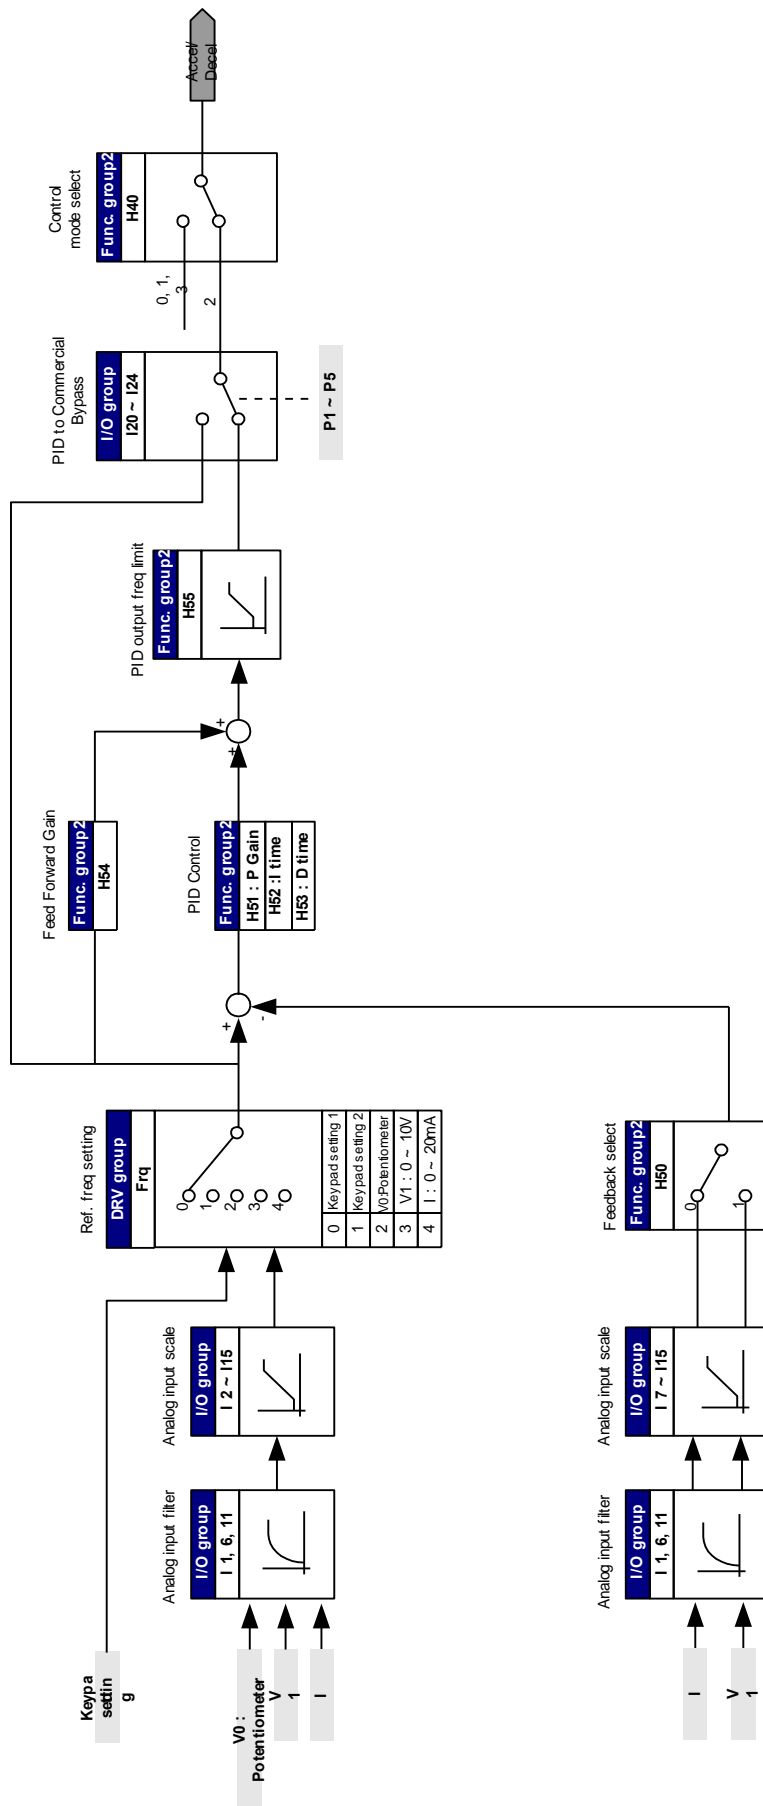 Keypa
settin
g
V0 :
Potentiometer
V
1
I
Analog input filter
I/O group
I 1, 6, 11
Analog input scale
I/O group
I 2 ~ I15
Ref. freq setting
DRV group
Frq
0
1
2
3
4
0 Keypad setting 1
1 Keypad setting 2
2 V0:Potentiometer
3 V1 : 0 ~ 10V
4 I : 0 ~ 20mA
+
-
Feed Forward Gain
Func. group2
H54
PID Control
Func. group2
H51 : P Gain
H52 :I time
H53 : D time
+
+
PID output freq limit
Func. group2
H55
PID to Commercial
Bypass
I/O group
I20 ~ I24
P1 ~ P5
0, 1,
3
2
Control
mode select
Func. group2
H40
Accel/
Decel
I
V
1
Analog input filter
I/O group
I 1, 6, 11
Analog input scale
I/O group
I 7 ~ I15
Feedback select
Func. group2
H50
0
1